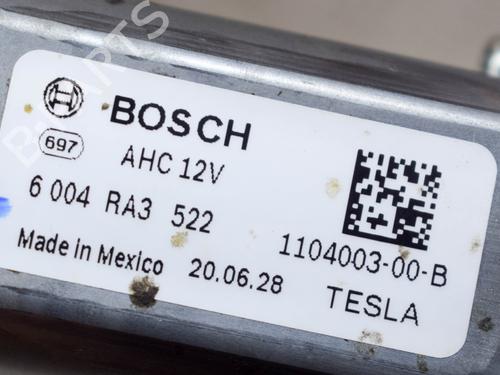 BOSCH
697
AHC 12V
6 004 RA3 522
1104003-00-B
Made in Mexico 20.06.28 TESLA